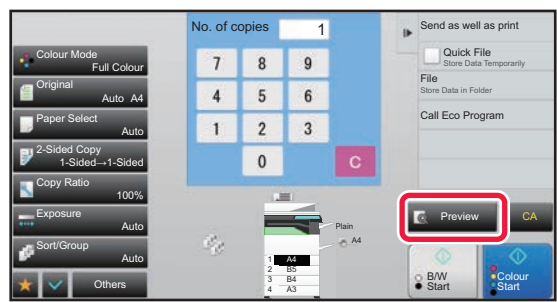 No. of copies
1
Send as well as print
Quick File
Store Data Temporarily
File
Store Data in Folder
Call Eco Program
Colour Mode
Full Colour
Original
Auto A4
Paper Select
Auto
2-Sided Copy
1-Sided→1-Sided
Copy Ratio
100%
Exposure
Auto
Sort/Group
Auto
Others
7 8 9
4 5 6
1 2 3
0 C
Plain
A4
1 A4
2 B5
3 B4
4 A3
Preview
CA
B/W
Start
Colour
Start